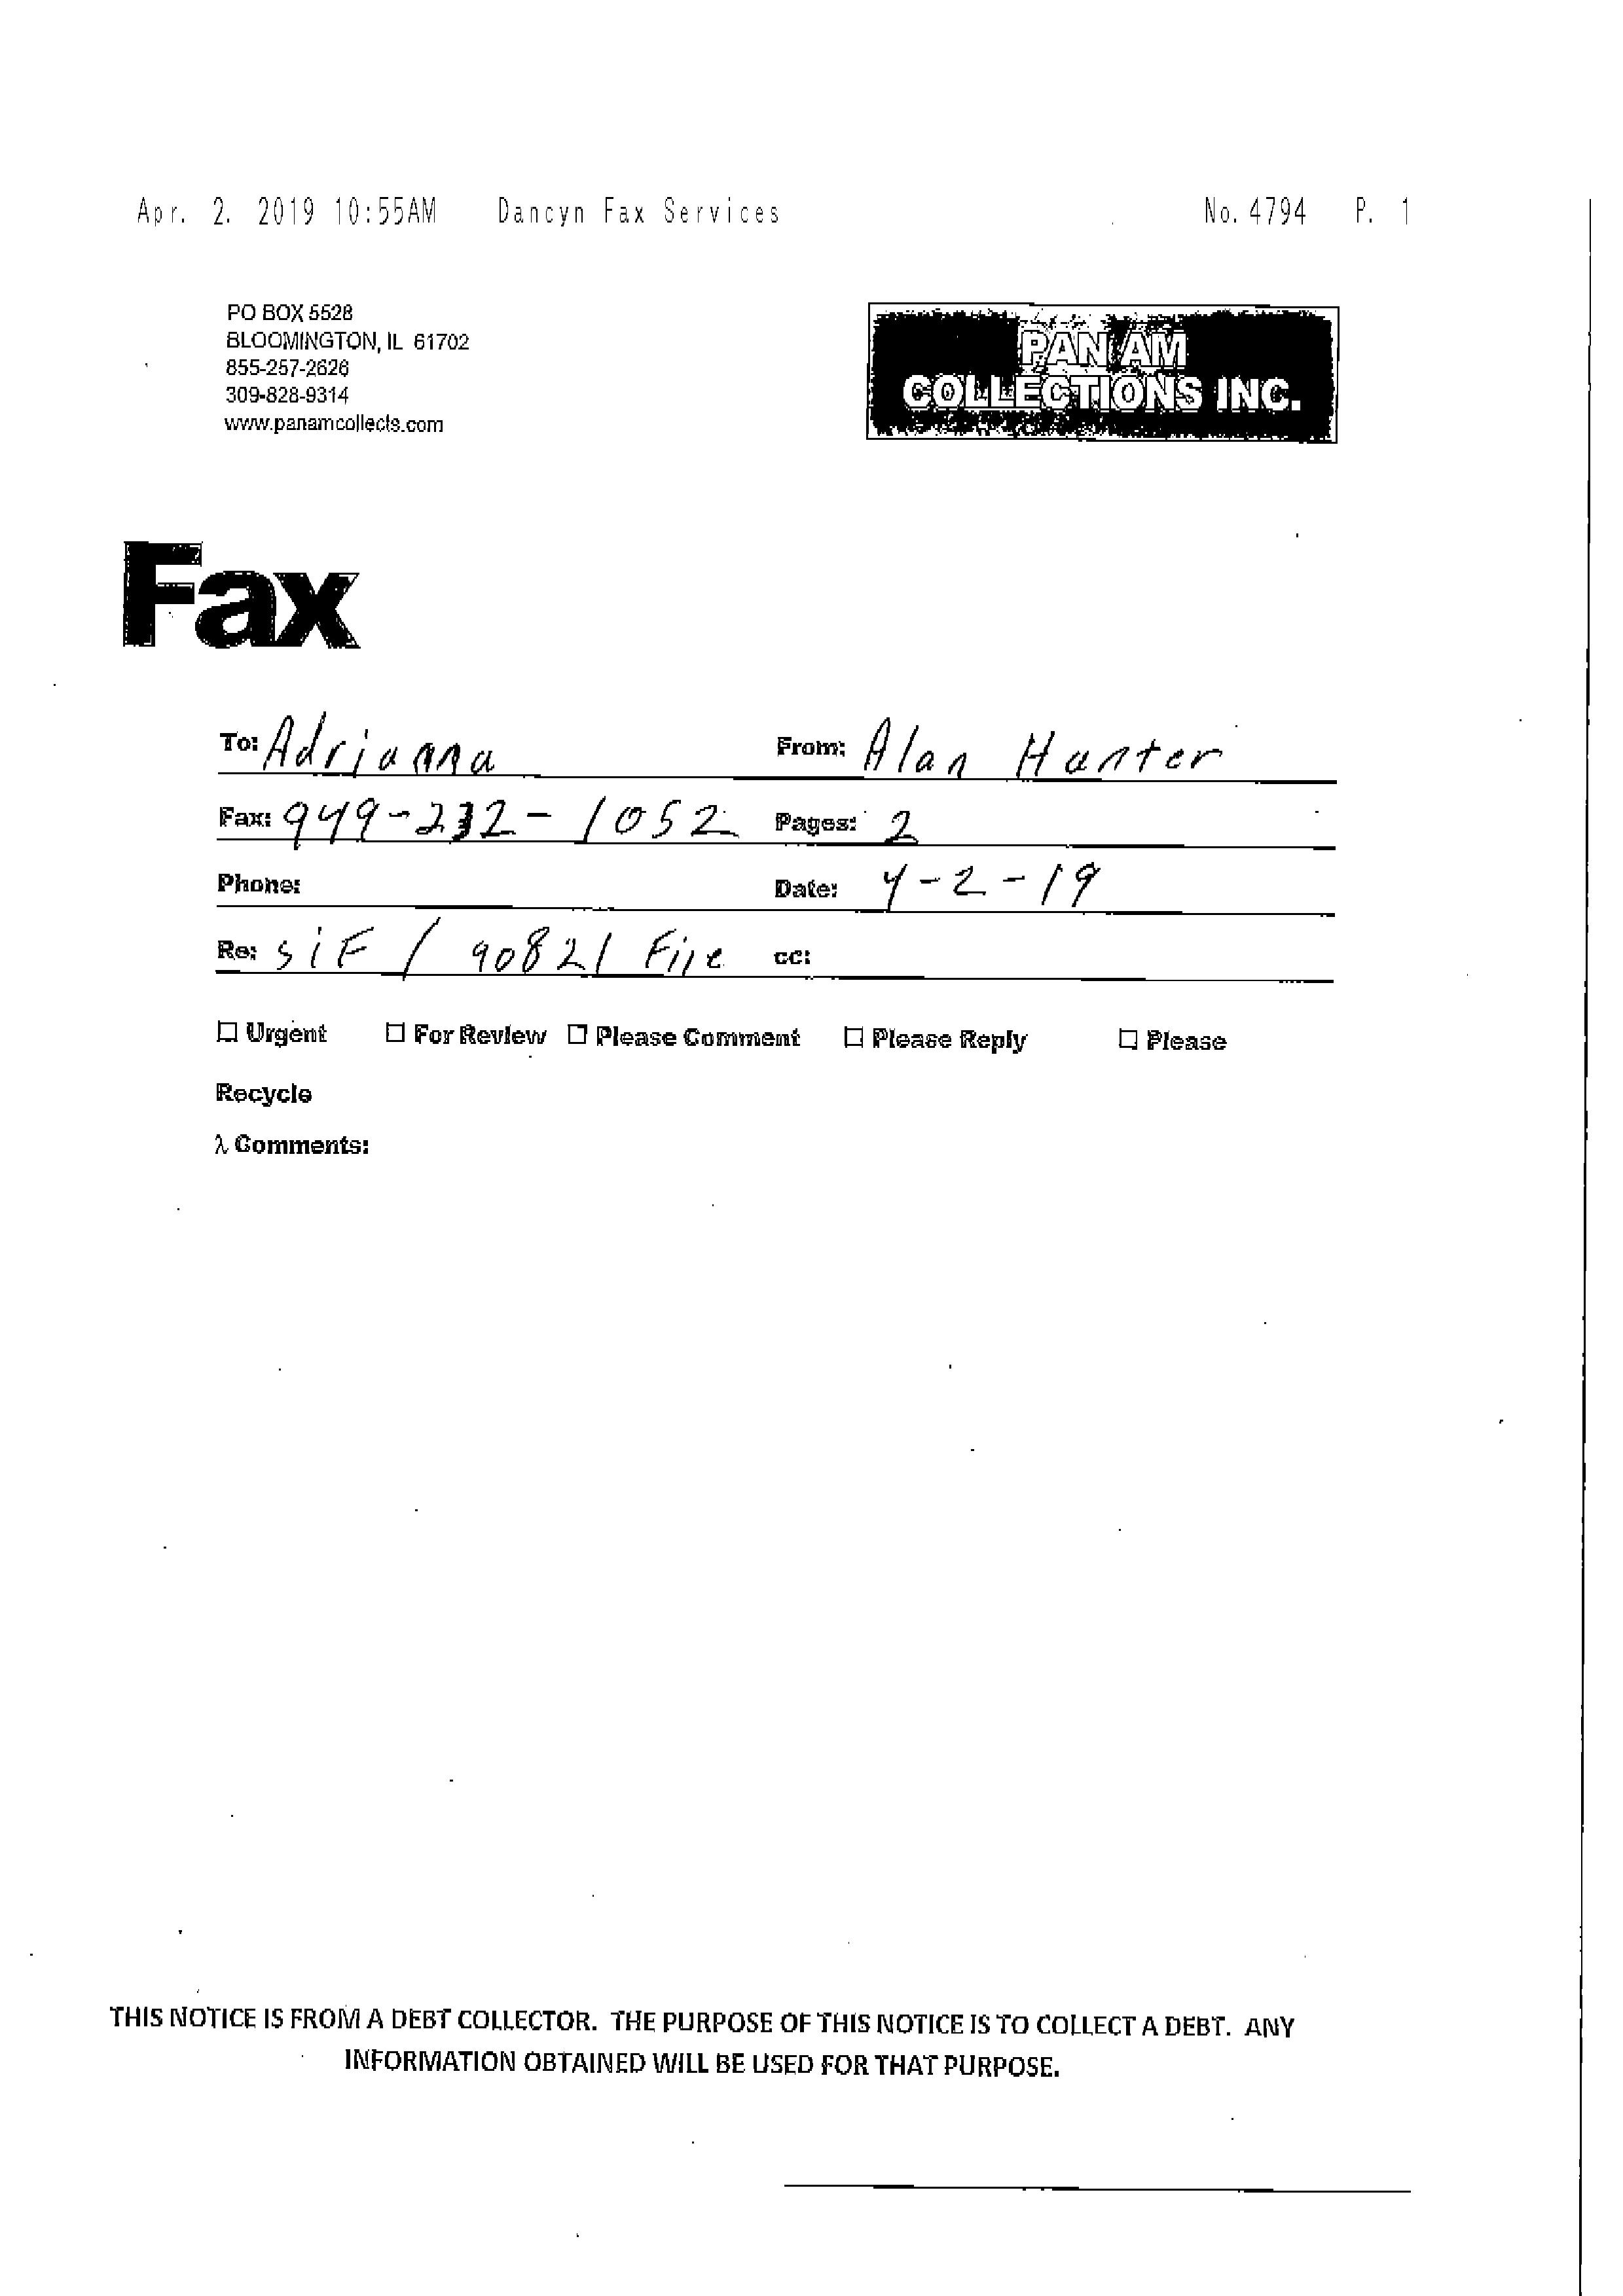 Apr. 2. 2019 10:55AM Dancyn Fax Services No. 4794 P. 1
PO BOX 5528
BLOOMINGTON, IL 61702
855-257-2626
309-828-9314
www.panamcollects.com
PAN AM
COLLECTIONS INC.
Fax
To: Adrianna From: Alan Hunter
Fax: 949-232-1052 Pages: 2
Phone: Date: 4-2-19
Re: SiF / 90821 File cc:
☐ Urgent ☐ For Review ☐ Please Comment ☐ Please Reply ☐ Please
Recycle
λ Comments:
THIS NOTICE IS FROM A DEBT COLLECTOR. THE PURPOSE OF THIS NOTICE IS TO COLLECT A DEBT. ANY
INFORMATION OBTAINED WILL BE USED FOR THAT PURPOSE.